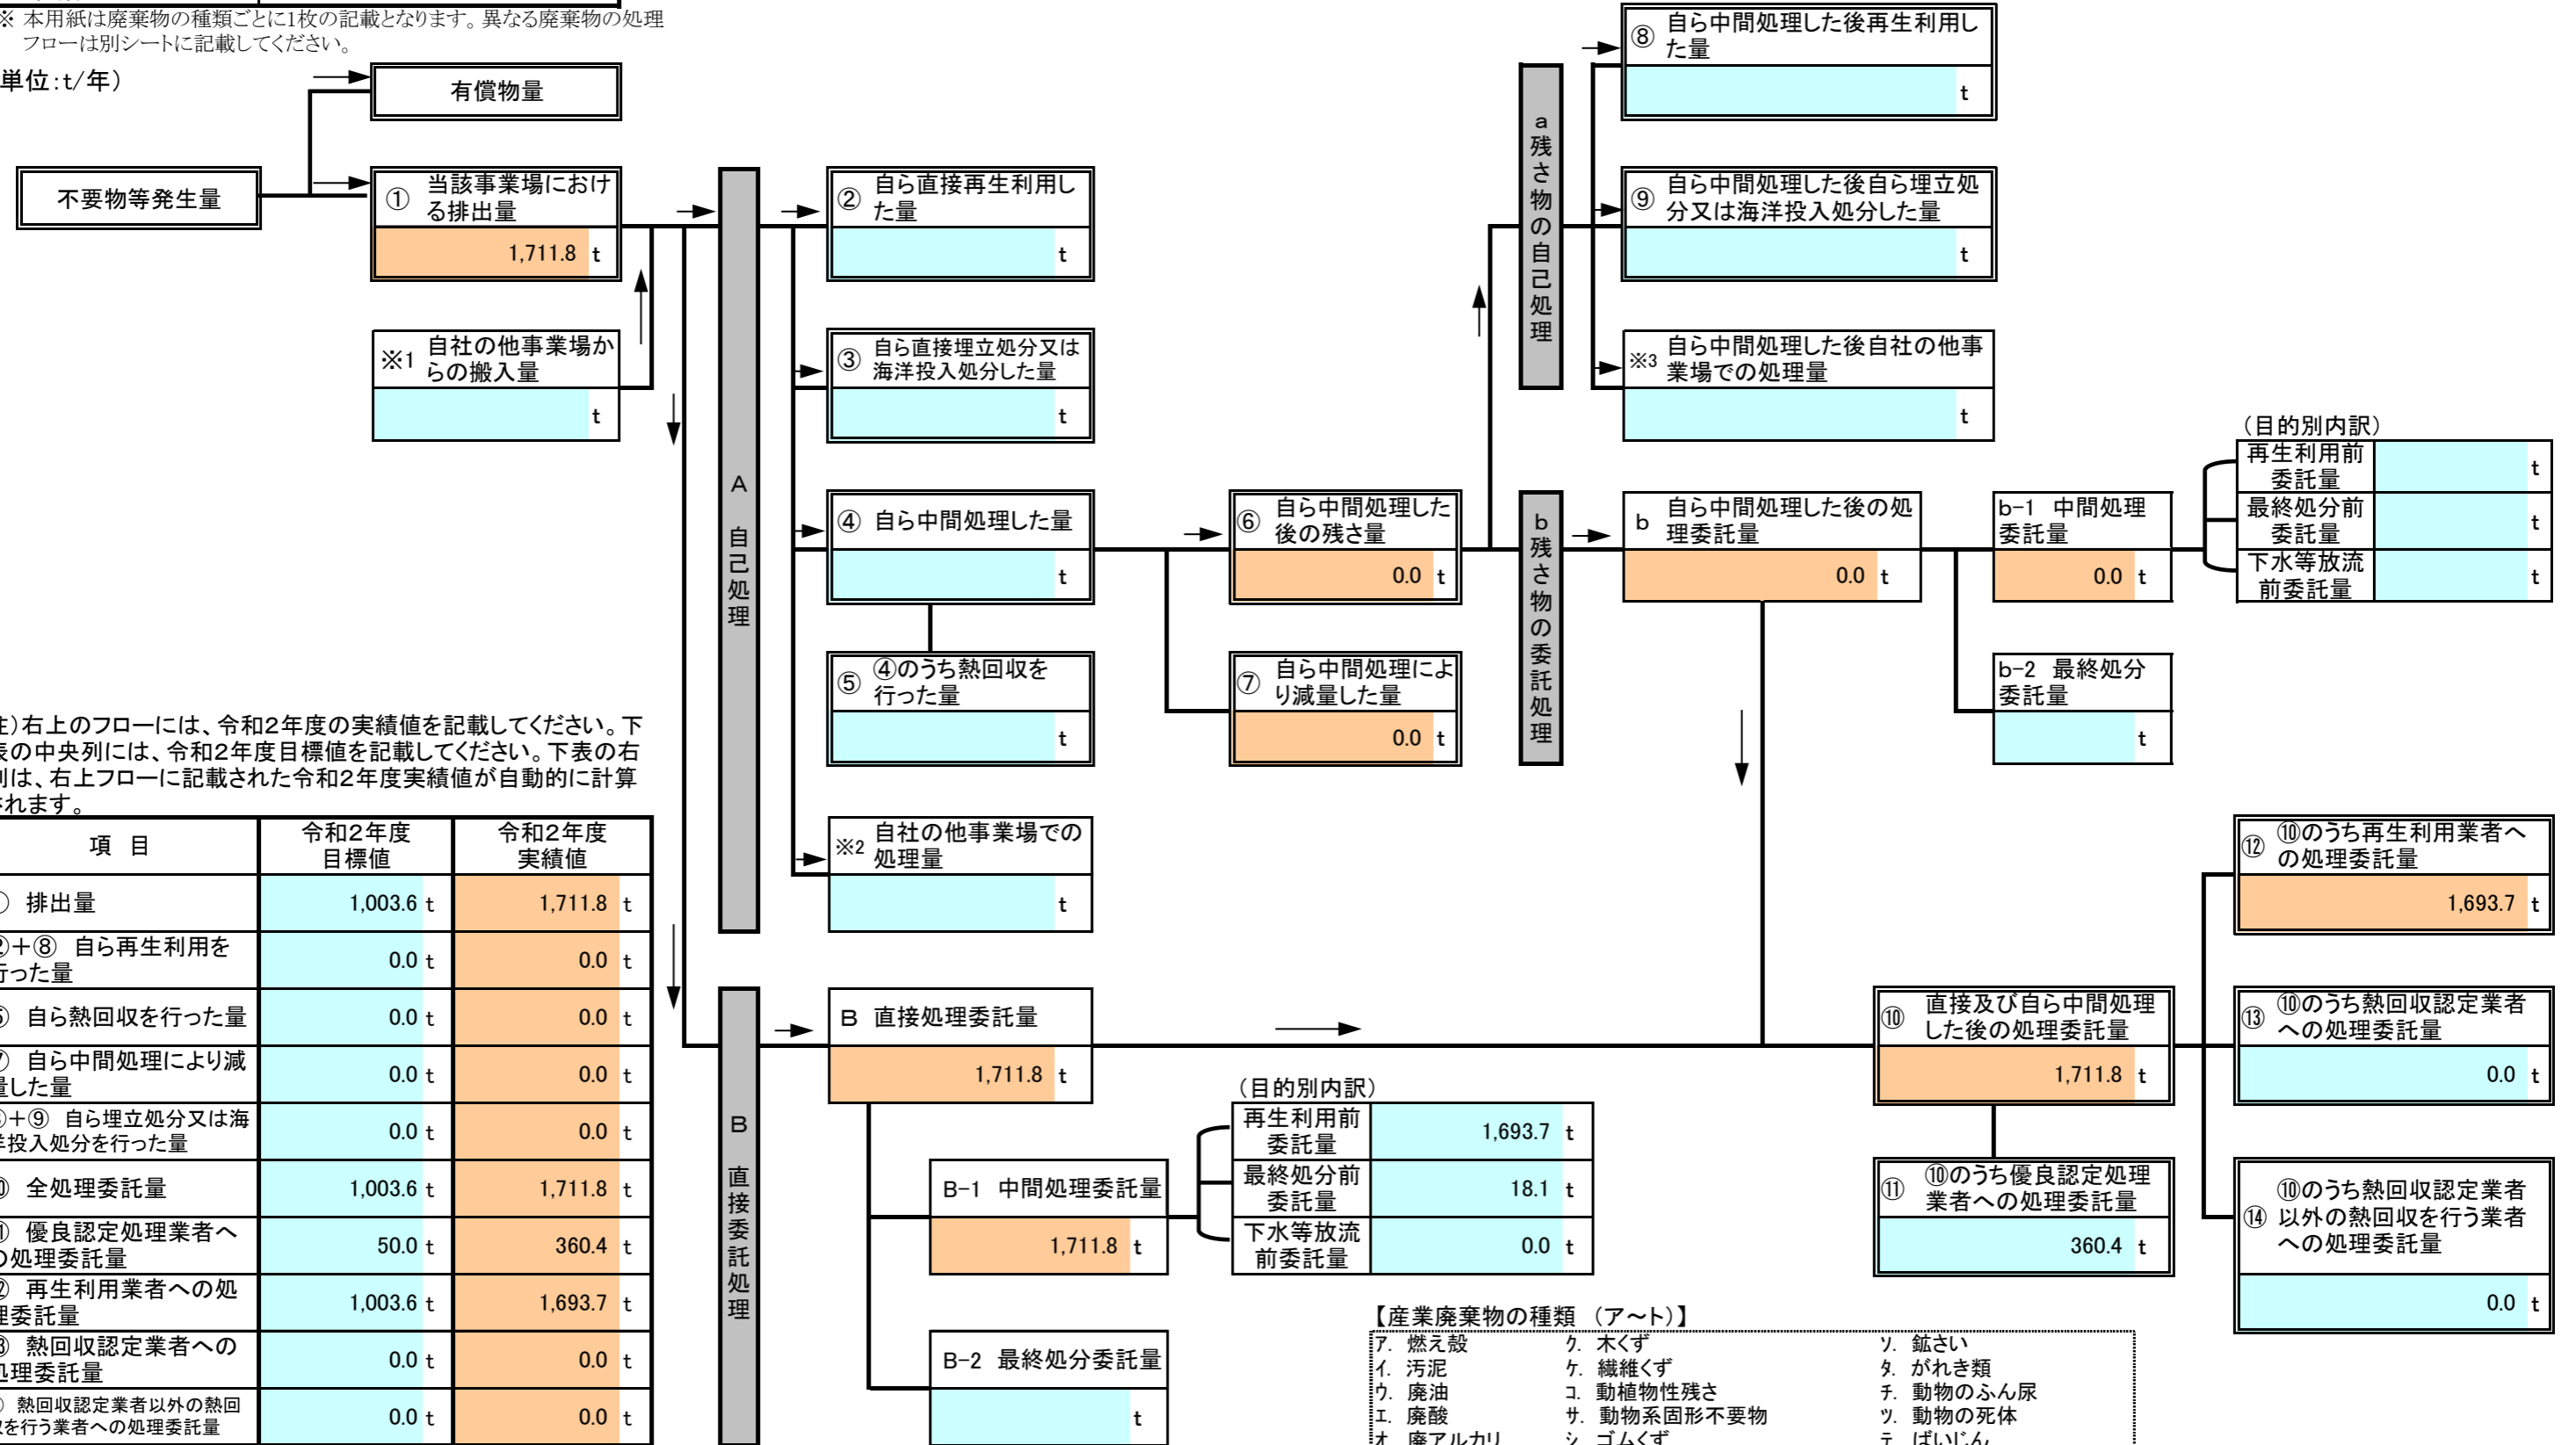 ※ 本用紙は廃棄物の種類ごとに1枚の記載となります。異なる廃棄物の処理
フローは別シートに記載してください。
単位:t/年）
有償物量
不要物等発生量
① 当該事業場におけ
る排出量
1,711.8 t
※1 自社の他事業場か
らの搬入量
t
A 自己処理
② 自ら直接再生利用し
た量
t
③ 自ら直接埋立処分又は
海洋投入処分した量
t
④ 自ら中間処理した量
t
⑤ ④のうち熱回収を
行った量
t
※2 自社の他事業場での
処理量
t
⑥ 自ら中間処理した
後の残さ量
0.0 t
⑦ 自ら中間処理によ
り減量した量
0.0 t
a 残さ物の自己処理
⑧ 自ら中間処理した後再生利用し
た量
t
⑨ 自ら中間処理した後自ら埋立処
分又は海洋投入処分した量
t
※3 自ら中間処理した後自社の他事
業場での処理量
t
b 残さ物の委託処理
b 自ら中間処理した後の処
理委託量
0.0 t
b-1 中間処理
委託量
0.0 t
b-2 最終処分
委託量
t
（目的別内訳）
再生利用前
委託量
t
最終処分前
委託量
t
下水等放流
前委託量
t
注）右上のフローには、令和2年度の実績値を記載してください。下
表の中央列には、令和2年度目標値を記載してください。下表の右
列は、右上フローに記載された令和2年度実績値が自動的に計算
されます。
項 目 令和2年度 目標値 令和2年度 実績値
① 排出量 1,003.6 t 1,711.8 t
②+⑧ 自ら再生利用を
行った量 0.0 t 0.0 t
⑤ 自ら熱回収を行った量 0.0 t 0.0 t
⑦ 自ら中間処理により減
量した量 0.0 t 0.0 t
③+⑨ 自ら埋立処分又は海
洋投入処分を行った量 0.0 t 0.0 t
⑩ 全処理委託量 1,003.6 t 1,711.8 t
⑪ 優良認定処理業者へ
の処理委託量 50.0 t 360.4 t
⑫ 再生利用業者への処
理委託量 1,003.6 t 1,693.7 t
⑬ 熱回収認定業者への
処理委託量 0.0 t 0.0 t
熱回収認定業者以外の熱回
収を行う業者への処理委託量 0.0 t 0.0 t
B 直接委託処理
B 直接処理委託量
1,711.8 t
B-1 中間処理委託量
1,711.8 t
B-2 最終処分委託量
t
（目的別内訳）
再生利用前
委託量
1,693.7 t
最終処分前
委託量
18.1 t
下水等放流
前委託量
0.0 t
⑩ 直接及び自ら中間処理
した後の処理委託量
1,711.8 t
⑪ ⑩のうち優良認定処理
業者への処理委託量
360.4 t
⑫ ⑩のうち再生利用業者へ
の処理委託量
1,693.7 t
⑬ ⑩のうち熱回収認定業者
への処理委託量
0.0 t
⑭ ⑩のうち熱回収認定業者
以外の熱回収を行う業者
への処理委託量
0.0 t
【産業廃棄物の種類 （ア～ト）】
ア. 燃え殻 ク. 木くず ソ. 鉱さい
イ. 汚泥 ケ. 繊維くず タ. がれき類
ウ. 廃油 コ. 動植物性残さ チ. 動物のふん尿
エ. 廃酸 サ. 動物系固形不要物 ツ. 動物の死体
オ. 廃アルカリ シ. ゴムくず テ. ばいじん